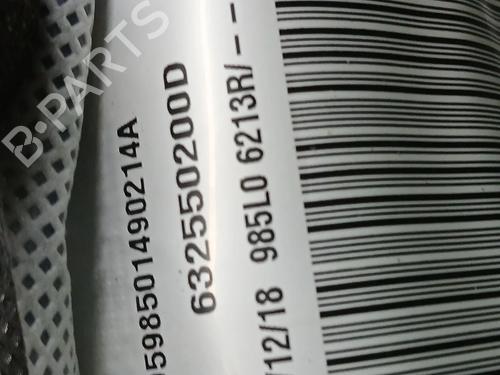 B-PARTS
598501490214A
632550200D
/12/18 985L0 6213R/--